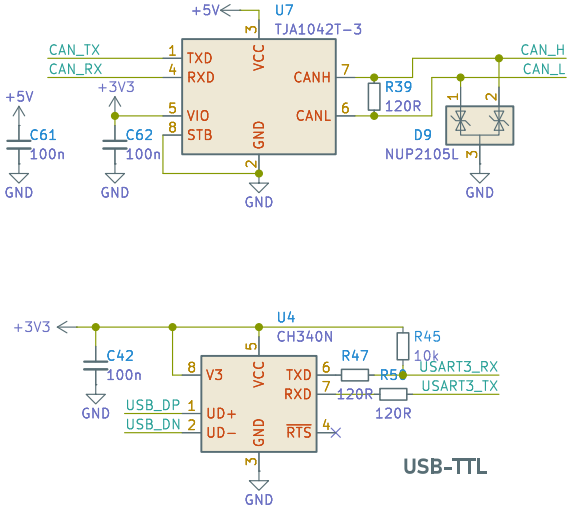 +5V
U7
TJA1042T-3
3
VCC
CAN_TX
1
TXD
CAN_RX
4
RXD
CANH
7
CANL
6
R39
120R
CAN_H
CAN_L
1
2
D9
NUP2105L
3
GND
+5V
C61
100n
GND
+3V3
C62
100n
GND
5
VIO
8
STB
GND
2
GND
+3V3
U4
CH340N
5
VCC
C42
100n
GND
8
V3
TXD
6
R47
120R
R45
10k
USART3_RX
RXD
7
120R
USART3_TX
USB_DP
1
UD+
USB_DN
2
UD-
RTS
4
GND
3
GND
USB-TTL